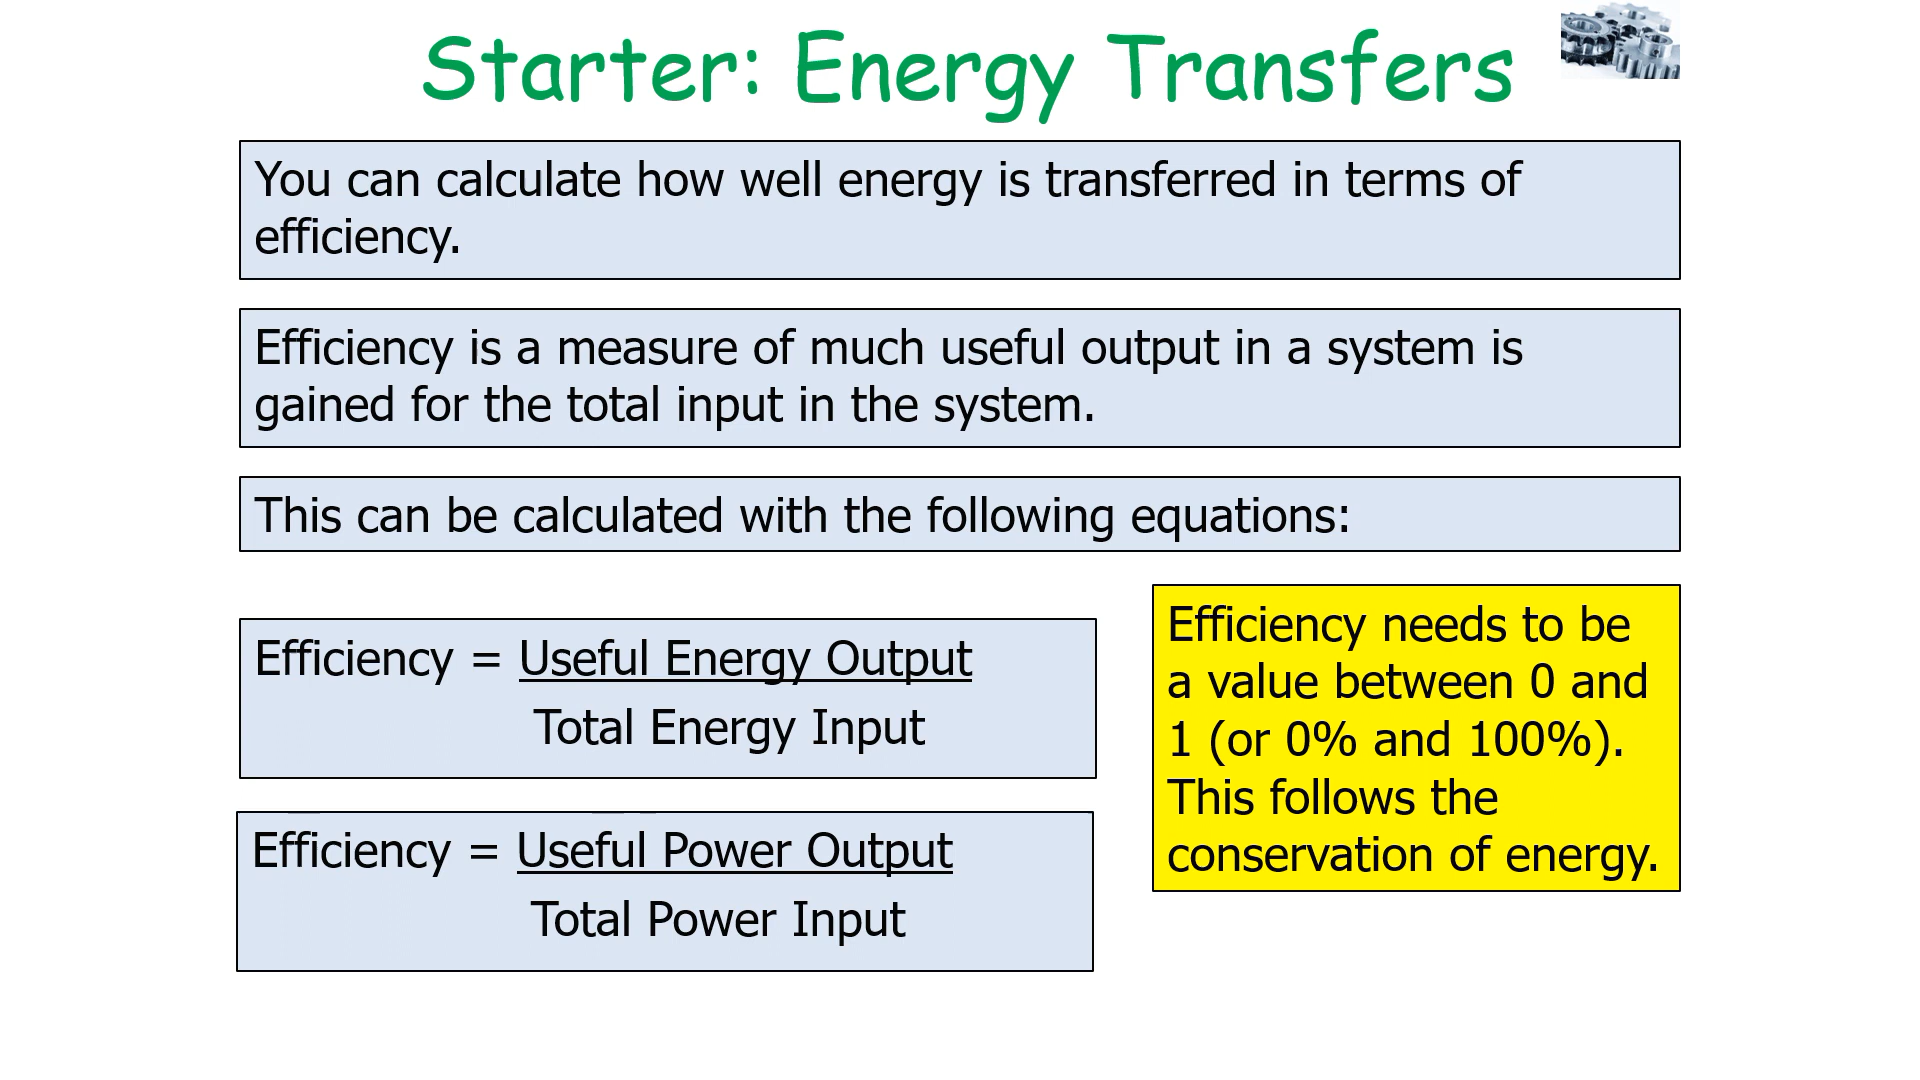 Starter: Energy Transfers
You can calculate how well energy is transferred in terms of
efficiency.
Efficiency is a measure of much useful output in a system is
gained for the total input in the system.
This can be calculated with the following equations:
Efficiency = Useful Energy Output
Total Energy Input
Efficiency = Useful Power Output
Total Power Input
Efficiency needs to be
a value between 0 and
1 (or 0% and 100%).
This follows the
conservation of energy.